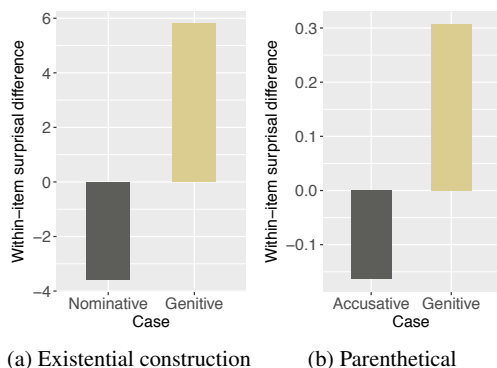 Within−item surprisal difference
6
4
2
0
−2
−4
Nominative Genitive
Case
(a) Existential construction
Within−item surprisal difference
0.3
0.2
0.1
0.0
−0.1
Accusative Genitive
Case
(b) Parenthetical